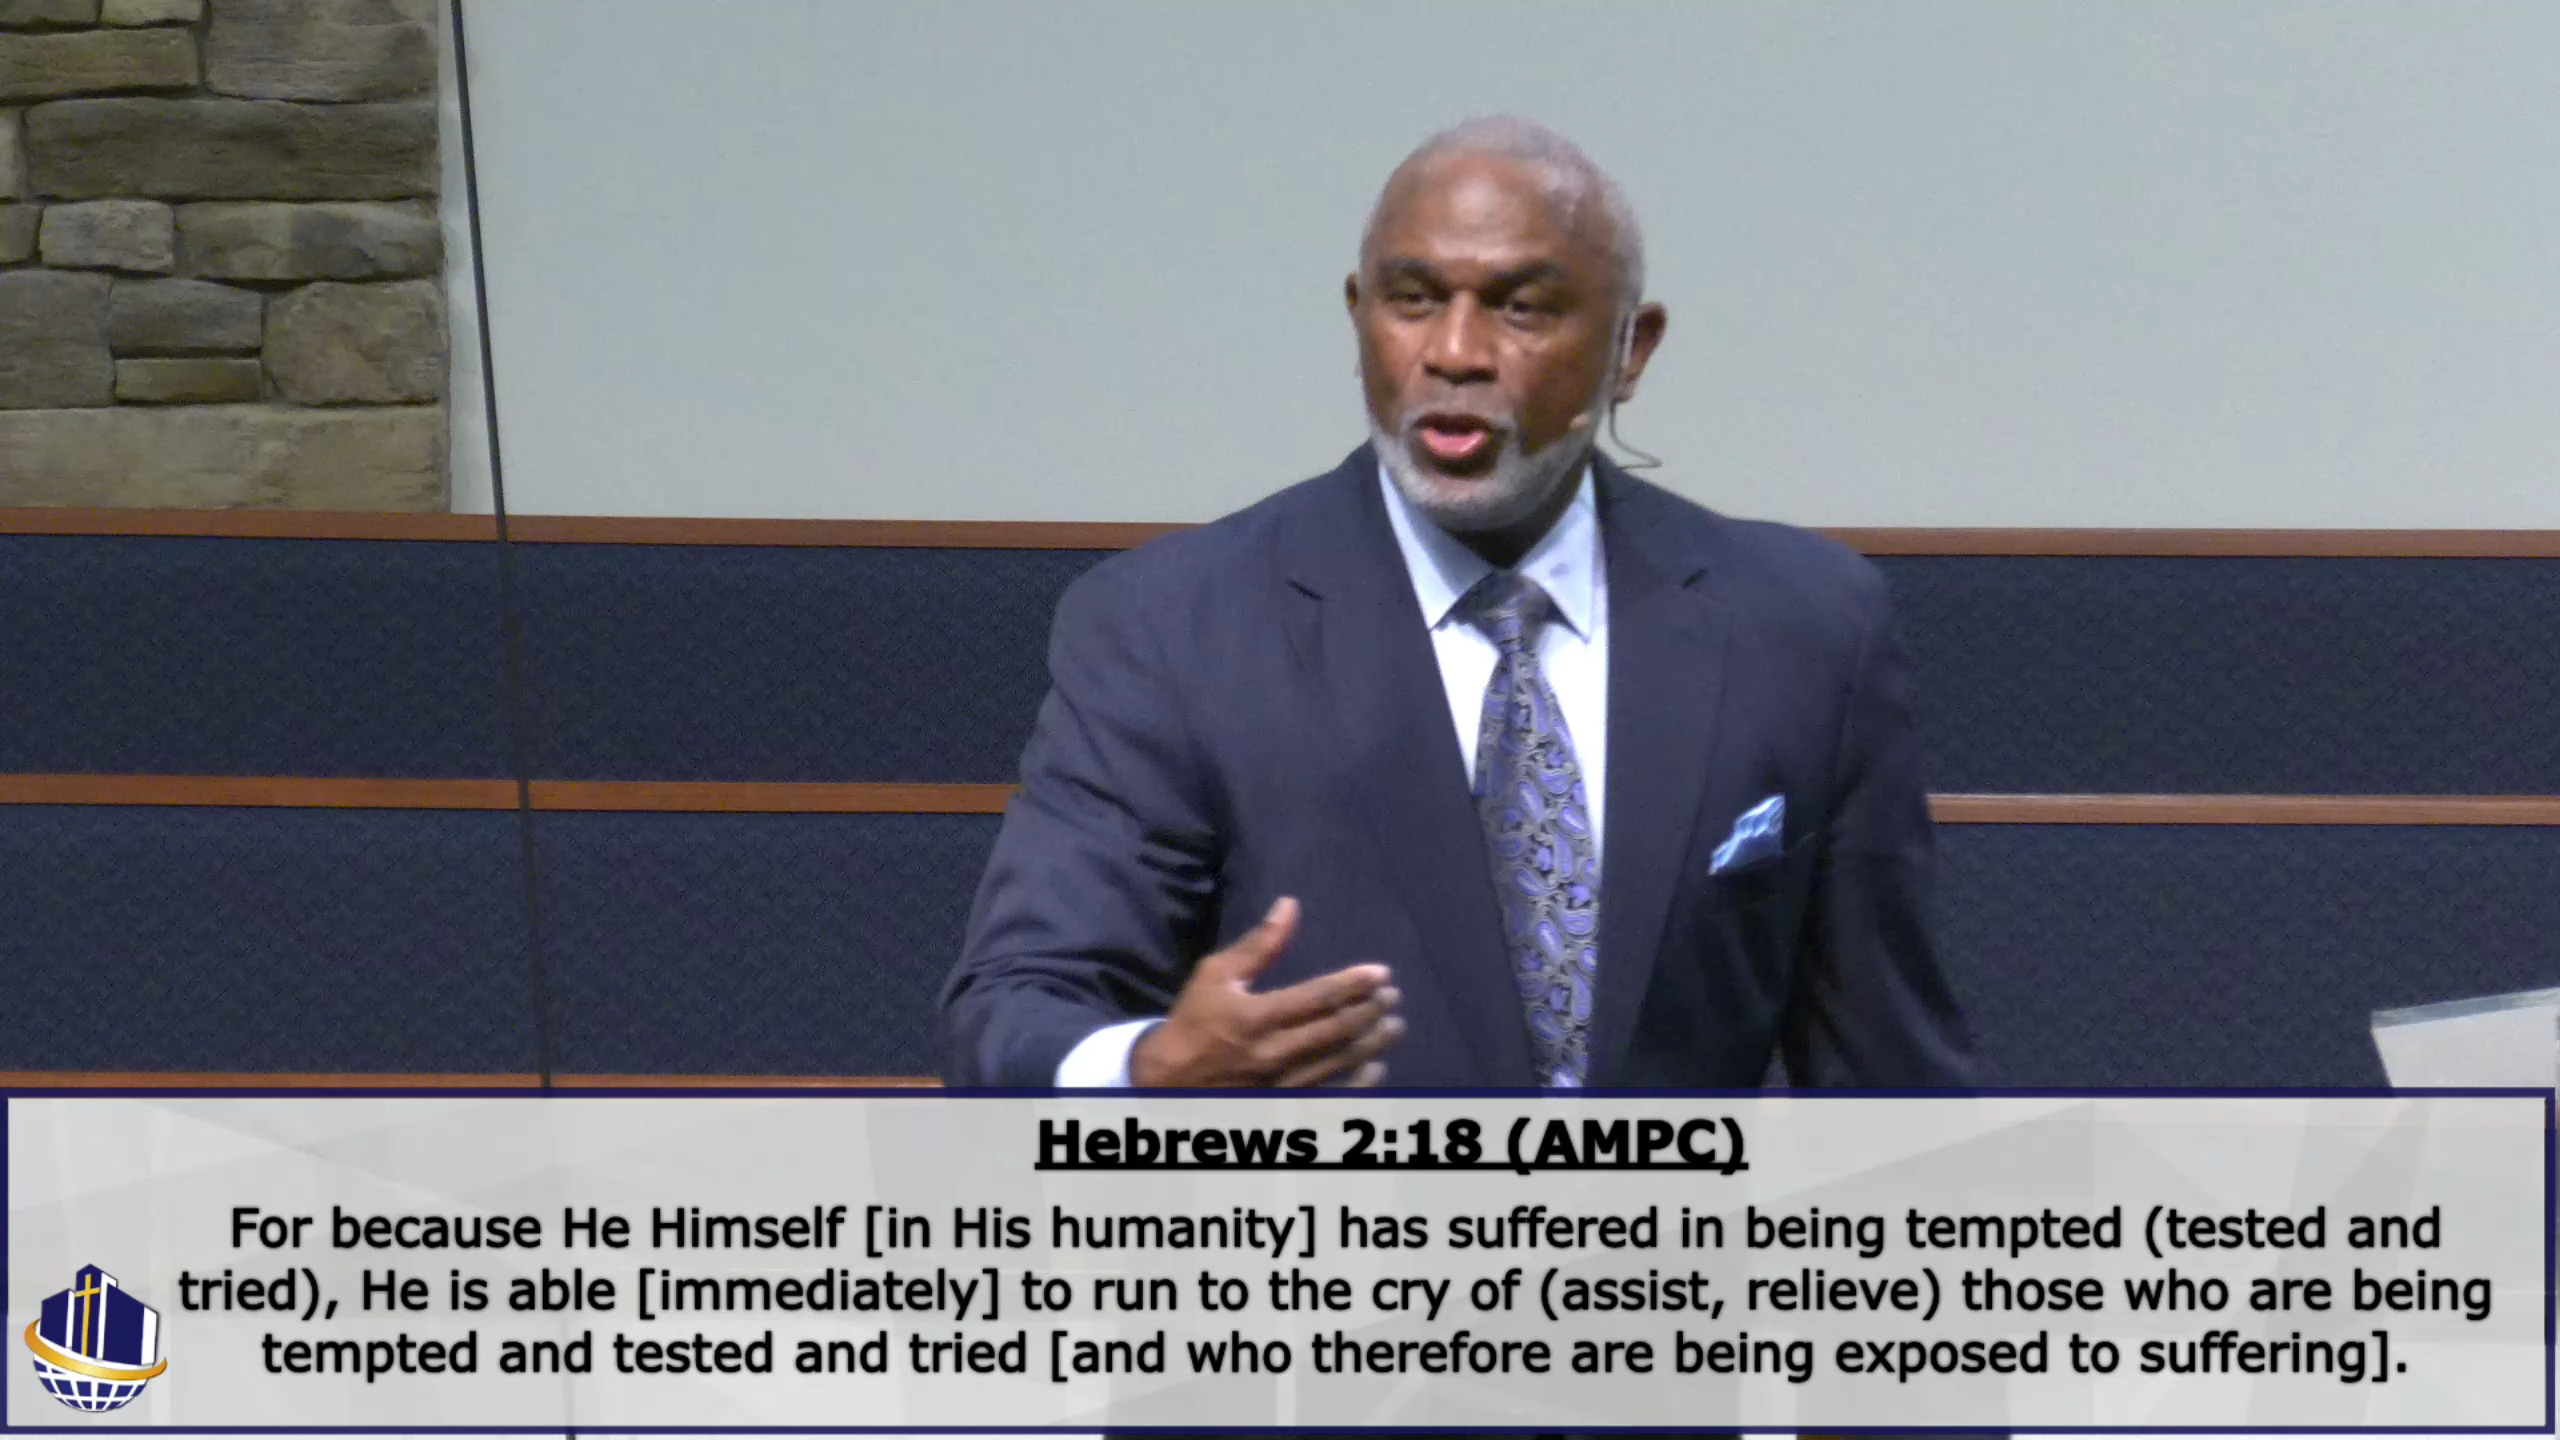 Hebrews 2:18 (AMPC)
For because He Himself [in His humanity] has suffered in being tempted (tested and
tried), He is able [immediately] to run to the cry of (assist, relieve) those who are being
tempted and tested and tried [and who therefore are being exposed to suffering].